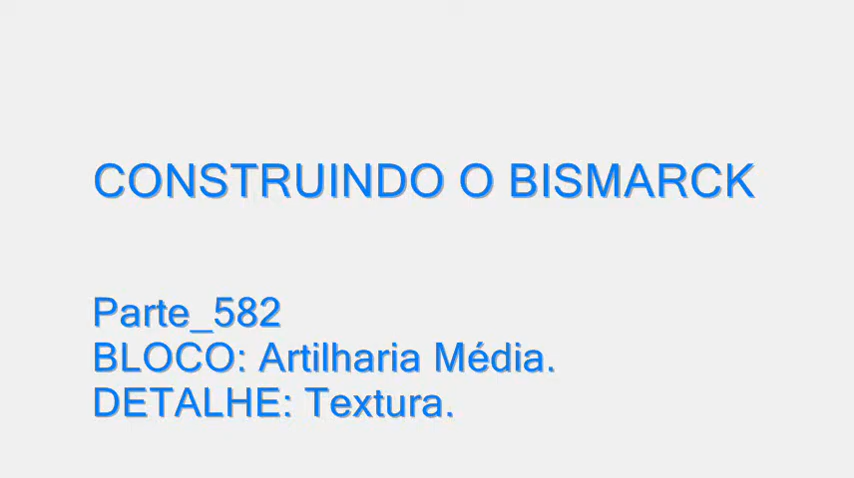 CONSTRUINDO O BISMARCK
Parte_582
BLOCO: Artilharia Média.
DETALHE: Textura.